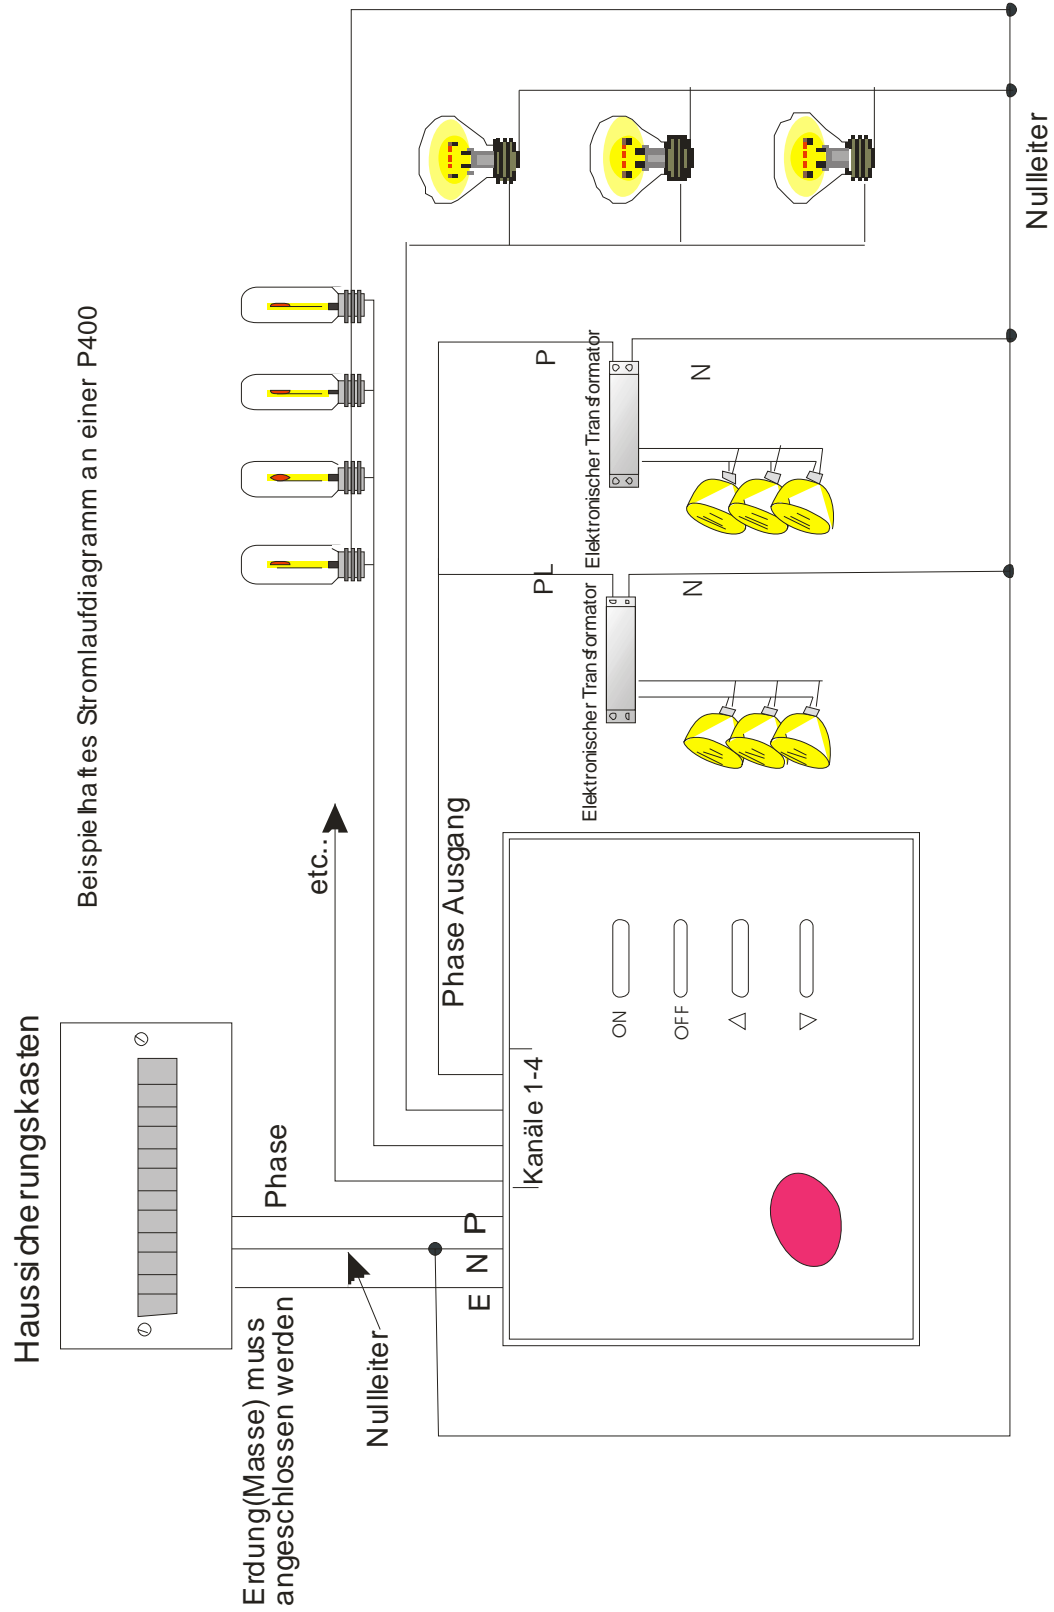 Haussicherungskasten
Beispielhaftes Stromlaufdiagramm an einer P400
Erdung(Masse) muss
angeschlossen werden
Phase
etc..
Nullleiter
E
N
P
Kanäle 1-4
Phase Ausgang
PL
P
Elektronischer Transformator
Elektronischer Transformator
N
N
ON
OFF
Nullleiter